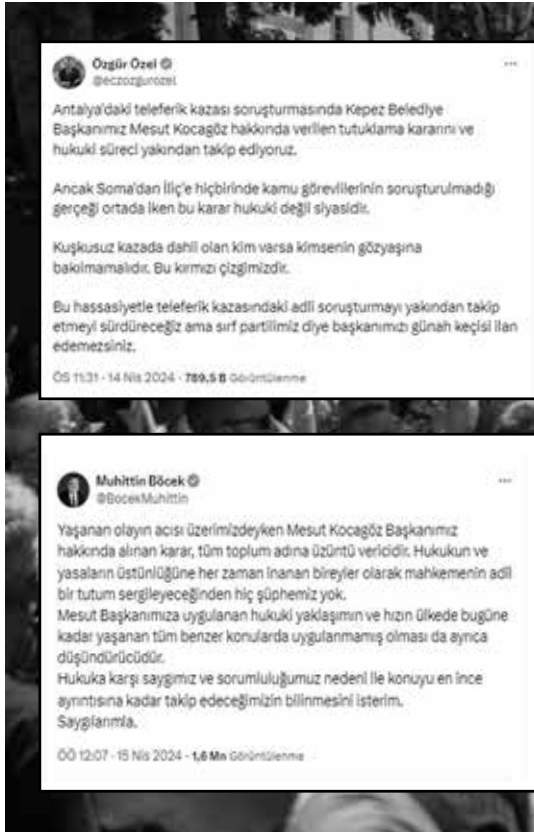 Özgür Özel
@eczozgurozel
Antalya'daki teleferik kazası soruşturmasında Kepez Belediye
Başkanımız Mesut Kocagöz hakkında verilen tutuklama kararını ve
hukuki süreci yakından takip ediyoruz.
Ancak Soma'dan İliç'e hiçbirinde kamu görevlilerinin soruşturulmadığı
gerçeği ortada iken bu karar hukuki değil siyasidir.
Kuşkusuz kazada dahli olan kim varsa kimsenin gözyaşına
bakılmamalıdır. Bu kırmızı çizgimizdir.
Bu hassasiyetle teleferik kazasındaki adli soruşturmayı yakından takip
etmeyi sürdüreceğiz ama sırf partilimiz diye başkanımızı günah keçisi ilan
edemezsiniz.
ÖS 11:31 · 14 Nis 2024 · 789,5 B Görüntülenme
Muhittin Böcek
@BocekMuhittin
Yaşanan olayın acısı üzerimizdeyken Mesut Kocagöz Başkanımız
hakkında alınan karar, tüm toplum adına üzüntü vericidir. Hukukun ve
yasaların üstünlüğüne her zaman inanan bireyler olarak mahkemenin adil
bir tutum sergileyeceğinden hiç şüphemiz yok.
Mesut Başkanımıza uygulanan hukuki yaklaşımın ve hızın ülkede bugüne
kadar yaşanan tüm benzer konularda uygulanmamış olması da ayrıca
düşündürücüdür.
Hukuka karşı saygımız ve sorumluluğumuz nedeni ile konuyu en ince
ayrıntısına kadar takip edeceğimizin bilinmesini isterim.
Saygılarımla.
ÖÖ 12:07 · 15 Nis 2024 · 1,6 Mn Görüntülenme